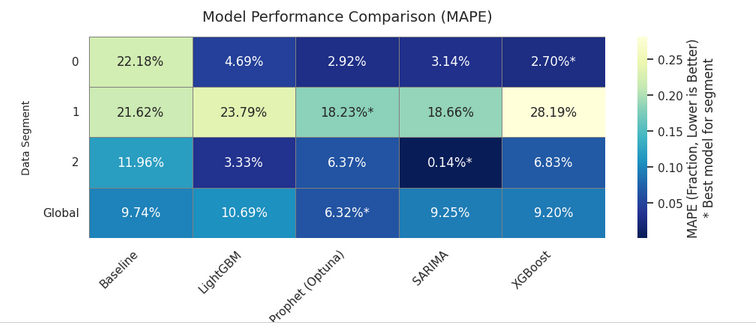 Model Performance Comparison (MAPE)
Data Segment
0 22.18% 4.69% 2.92% 3.14% 2.70%*
1 21.62% 23.79% 18.23%* 18.66% 28.19%
2 11.96% 3.33% 6.37% 0.14%* 6.83%
Global 9.74% 10.69% 6.32%* 9.25% 9.20%
Baseline LightGBM Prophet (Optuna) SARIMA XGBoost
0.25
0.20
0.15
0.10
0.05
MAPE (Fraction, Lower is Better)
* Best model for segment